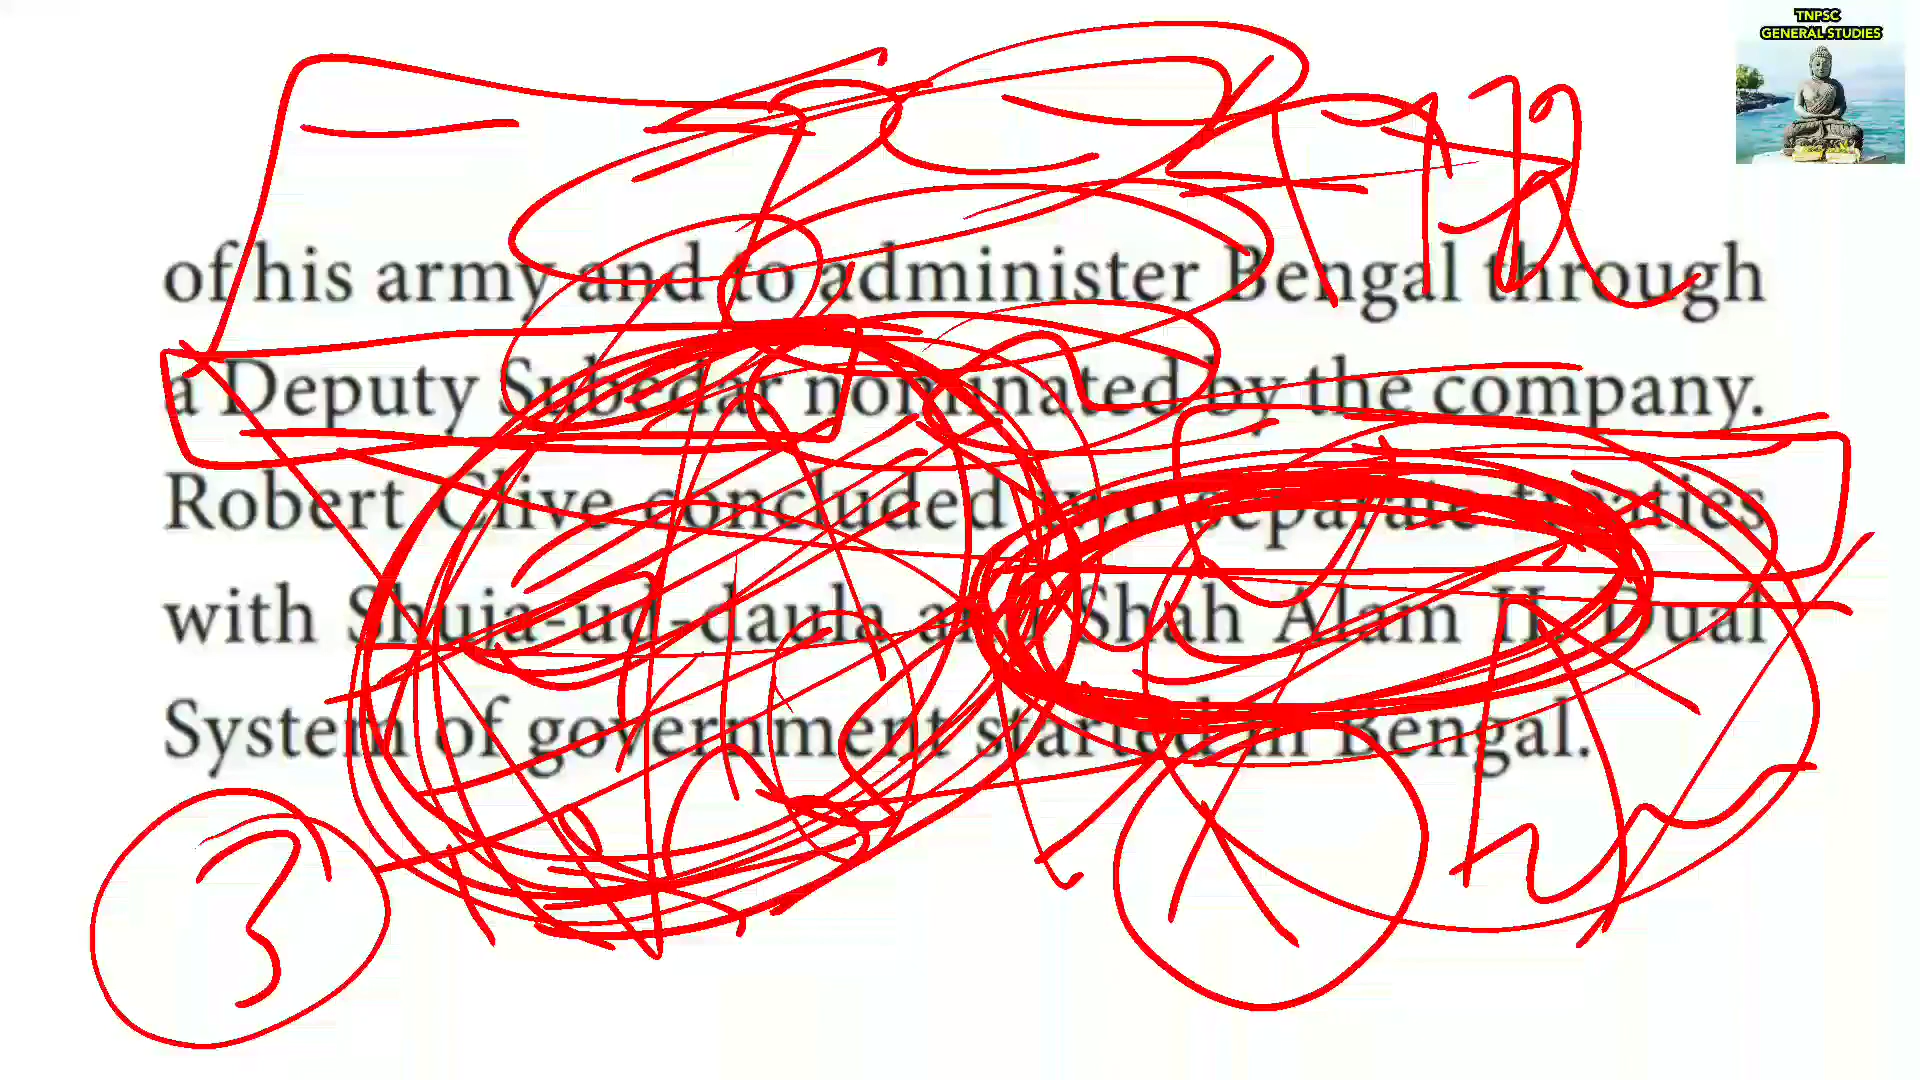 TNPSC
GENERAL STUDIES
of his army and to administer Bengal through
a Deputy Subedar nominated by the company.
Robert Clive concluded two separate treaties
with Shuja-ud-daula and Shah Alam II. Dual
System of government started in Bengal.
3